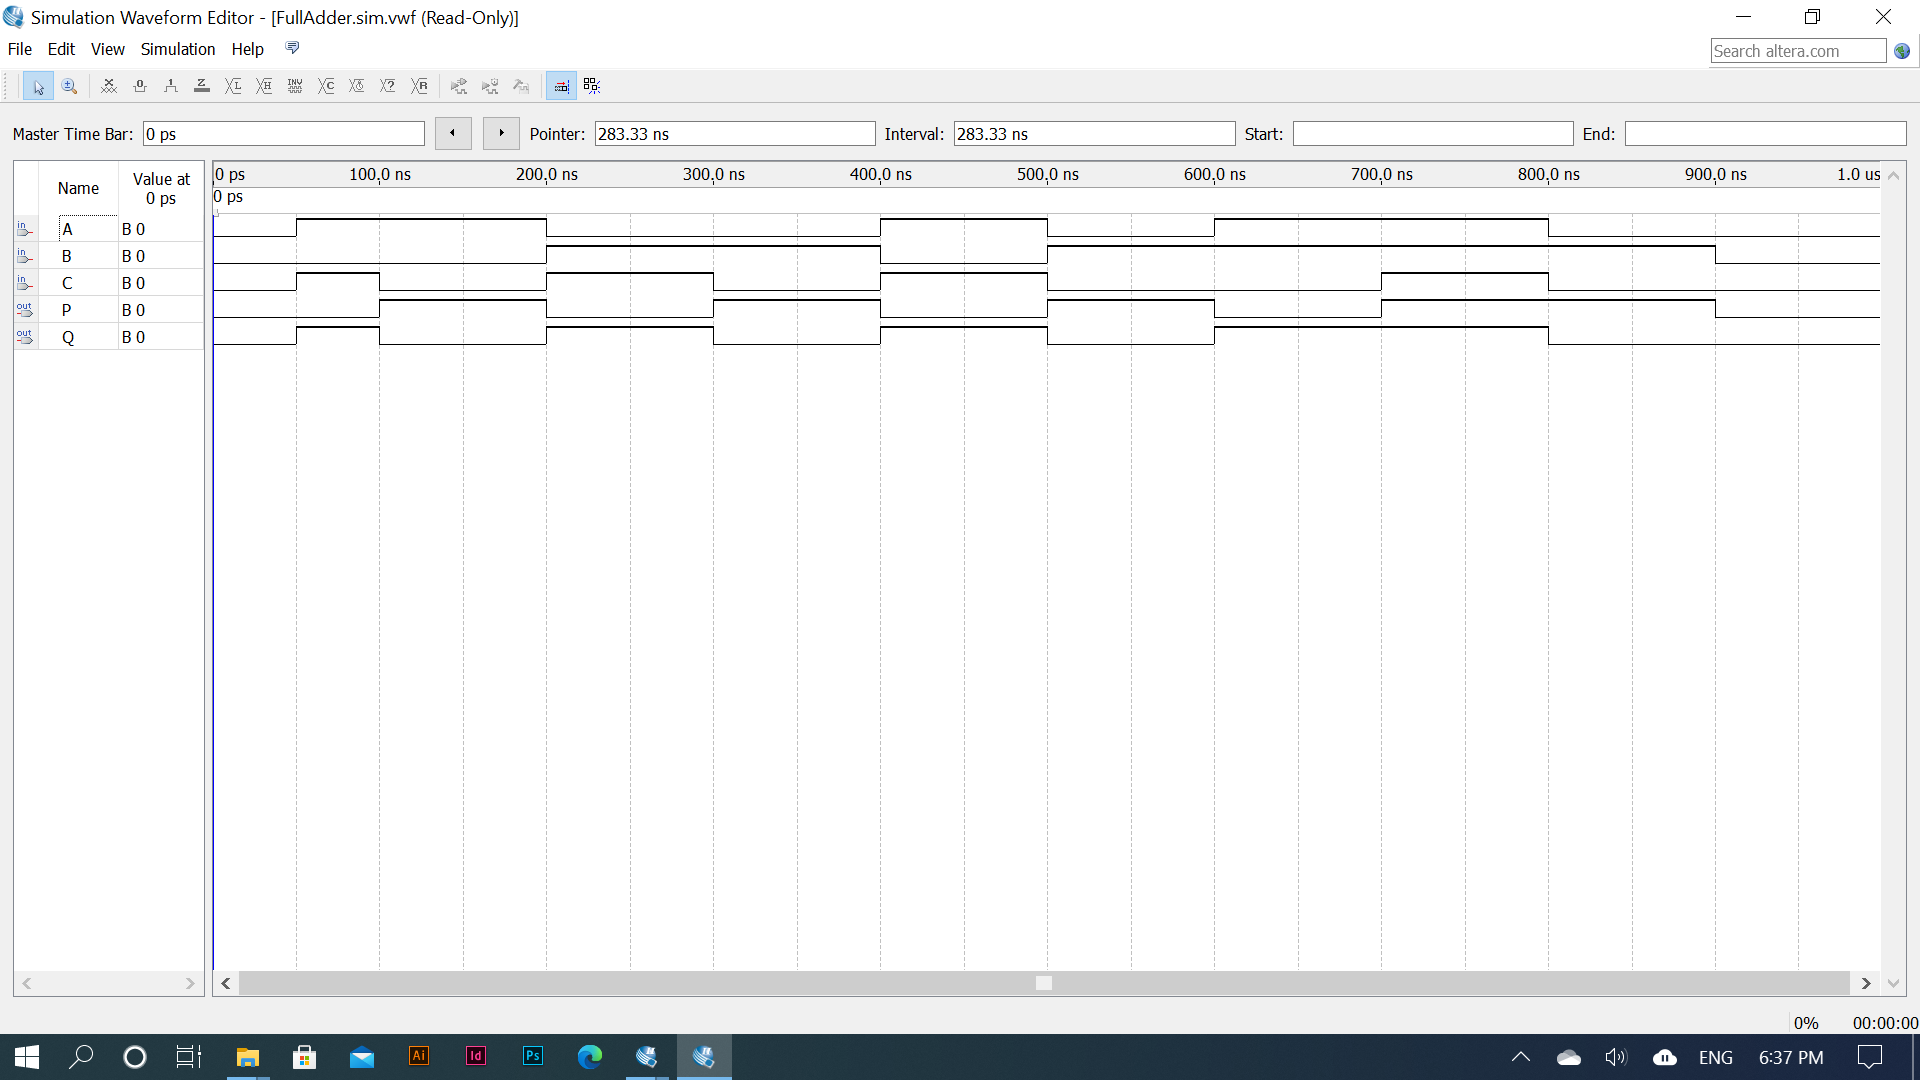 Simulation Waveform Editor - [FullAdder.sim.vwf (Read-Only)]
File Edit View Simulation Help
Search altera.com
Master Time Bar: 0 ps Pointer: 283.33 ns Interval: 283.33 ns Start: End:
Name Value at 0 ps
0 ps 100.0 ns 200.0 ns 300.0 ns 400.0 ns 500.0 ns 600.0 ns 700.0 ns 800.0 ns 900.0 ns 1.0 us
0 ps
in A B 0
in B B 0
in C B 0
out P B 0
out Q B 0
0% 00:00:00
Ai Id Ps ENG 6:37 PM